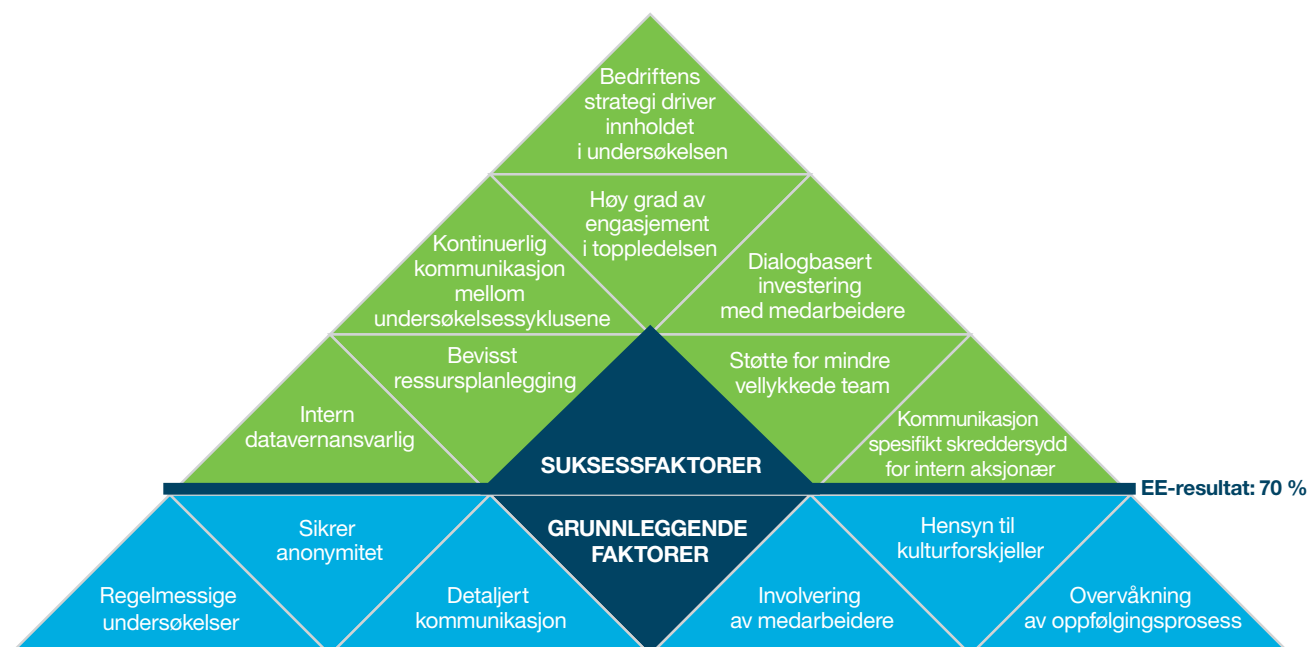 Bedriftens
strategi driver
innholdet
i undersøkelsen
Høy grad av
engasjement
i toppledelsen
Kontinuerlig
kommunikasjon
mellom
undersøkelsessyklusene
Dialogbasert
investering
med medarbeidere
Bevisst
ressursplanlegging
Støtte for mindre
vellykkede team
Intern
datavernansvarlig
Kommunikasjon
spesifikt skreddersydd
for intern aksjonær
SUKSESSFAKTORER
EE-resultat: 70 %
GRUNNLEGGENDE
FAKTORER
Regelmessige
undersøkelser
Sikrer
anonymitet
Detaljert
kommunikasjon
Involvering
av medarbeidere
Hensyn til
kulturforskjeller
Overvåkning
av oppfølgingsprosess